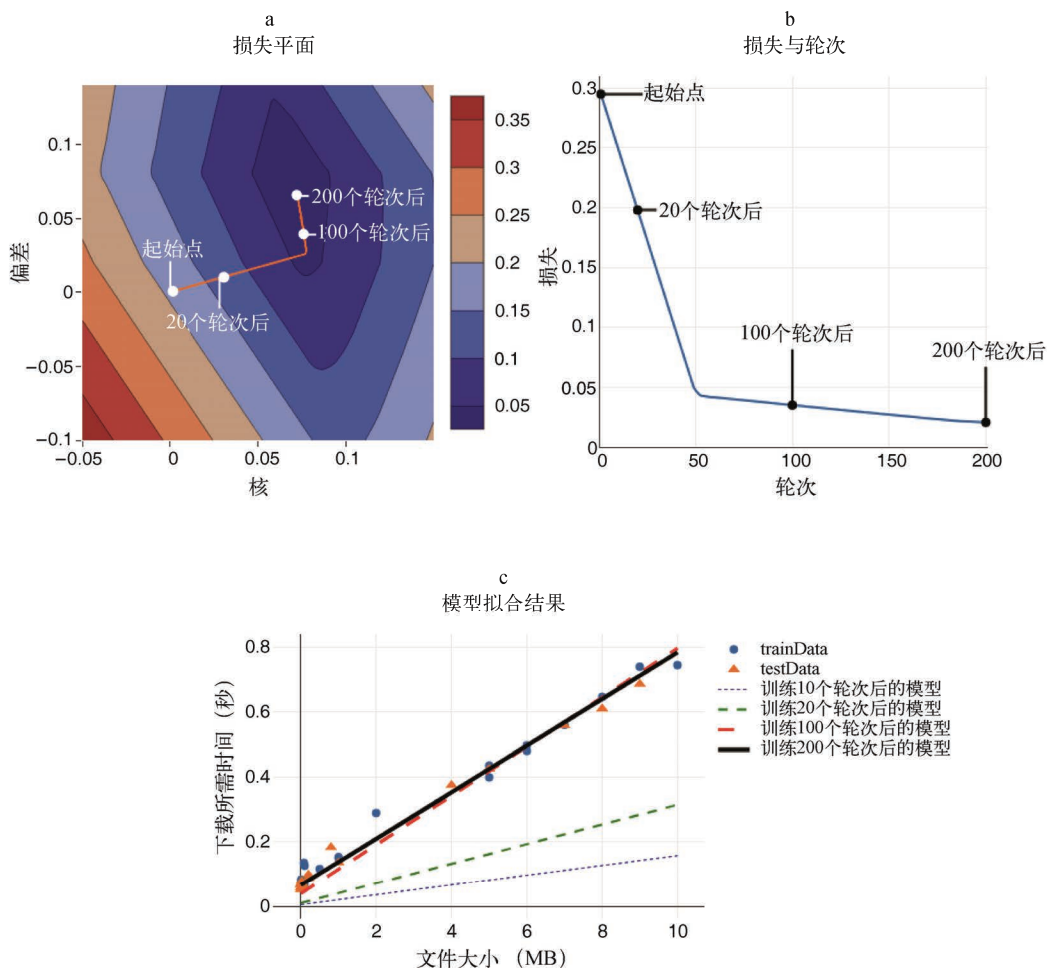 a
损失平面
0.1
0.05
0
−0.05
−0.1
偏差
−0.05
0
0.05
0.1
核
起始点
20个轮次后
100个轮次后
200个轮次后
0.35
0.3
0.25
0.2
0.15
0.1
0.05
b
损失与轮次
0.3
0.25
0.2
0.15
0.1
0.05
0
损失
0
50
100
150
200
轮次
起始点
20个轮次后
100个轮次后
200个轮次后
c
模型拟合结果
0.8
0.6
0.4
0.2
0
下载所需时间（秒）
0
2
4
6
8
10
文件大小 （MB）
trainData
testData
训练10个轮次后的模型
训练20个轮次后的模型
训练100个轮次后的模型
训练200个轮次后的模型